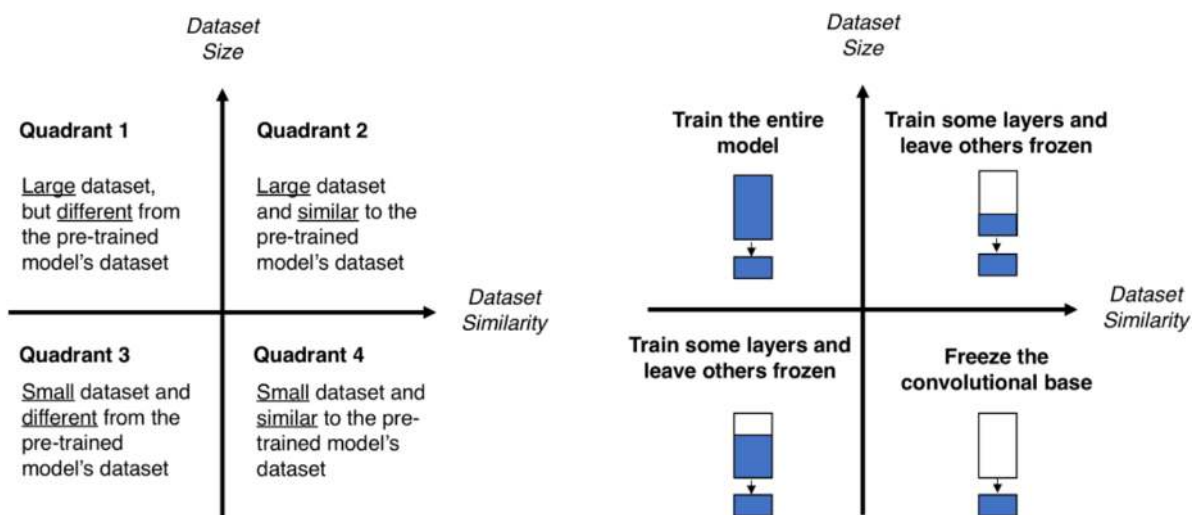 Dataset
Size
Quadrant 1
Large dataset,
but different from
the pre-trained
model's dataset
Quadrant 2
Large dataset
and similar to the
pre-trained
model's dataset
Dataset
Similarity
Quadrant 3
Small dataset and
different from the
pre-trained
model's dataset
Quadrant 4
Small dataset and
similar to the pre-
trained model's
dataset
Dataset
Size
Train the entire
model
Train some layers and
leave others frozen
Dataset
Similarity
Train some layers and
leave others frozen
Freeze the
convolutional base